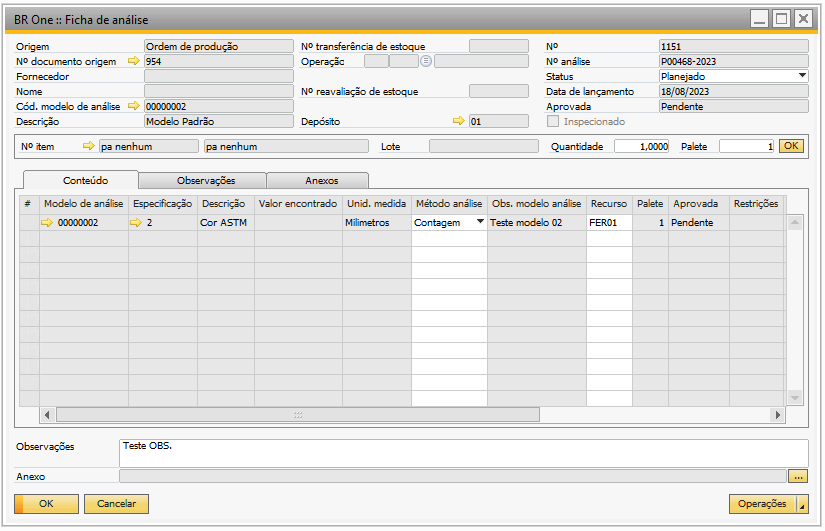 BR One :: Ficha de análise
Origem Ordem de produção Nº transferência de estoque Nº 1151
Nº documento origem 954 Operação Nº análise P00468-2023
Fornecedor Status Planejado
Nome Nº reavaliação de estoque Data de lançamento 18/08/2023
Cód. modelo de análise 00000002 Aprovada Pendente
Descrição Modelo Padrão Depósito 01 Inspecionado
Nº item pa nenhum pa nenhum Lote Quantidade 1,0000 Palete 1 OK
Conteúdo Observações Anexos
# Modelo de análise Especificação Descrição Valor encontrado Unid. medida Método análise Obs. modelo análise Recurso Palete Aprovada Restrições
00000002 2 Cor ASTM Milimetros Contagem Teste modelo 02 FER01 1 Pendente
Observações Teste OBS.
Anexo ...
OK Cancelar Operações